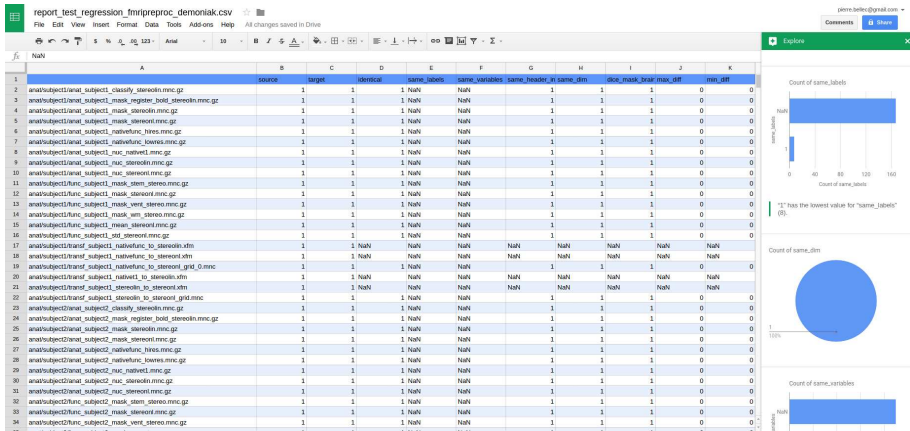 report_test_regression_fmripreproc_demoniak.csv
pierre.bellec@gmail.com
File Edit View Insert Format Data Tools Add-ons Help All changes saved in Drive
Comments Share
$ % .0 .00 123 Arial 10 B I S A
Explore
fx NaN
A B C D E F G H I J K
1 source target identical same_labels same_variables same_header_in same_dim dice_mask_brain max_diff min_diff
2 anat/subject1/anat_subject1_classify_stereolin.mnc.gz 1 1 1 NaN NaN 1 1 1 0 0
3 anat/subject1/anat_subject1_mask_register_bold_stereolin.mnc.gz 1 1 1 NaN NaN 1 1 1 0 0
4 anat/subject1/anat_subject1_mask_stereolin.mnc.gz 1 1 1 NaN NaN 1 1 1 0 0
5 anat/subject1/anat_subject1_mask_stereonl.mnc.gz 1 1 1 NaN NaN 1 1 1 0 0
6 anat/subject1/anat_subject1_nativefunc_hires.mnc.gz 1 1 1 NaN NaN 1 1 1 0 0
7 anat/subject1/anat_subject1_nativefunc_lowres.mnc.gz 1 1 1 NaN NaN 1 1 1 0 0
8 anat/subject1/anat_subject1_nuc_nativet1.mnc.gz 1 1 1 NaN NaN 1 1 1 0 0
9 anat/subject1/anat_subject1_nuc_stereolin.mnc.gz 1 1 1 NaN NaN 1 1 1 0 0
10 anat/subject1/anat_subject1_nuc_stereonl.mnc.gz 1 1 1 NaN NaN 1 1 1 0 0
11 anat/subject1/func_subject1_mask_stem_stereo.mnc.gz 1 1 1 NaN NaN 1 1 1 0 0
12 anat/subject1/func_subject1_mask_stereonl.mnc.gz 1 1 1 NaN NaN 1 1 1 0 0
13 anat/subject1/func_subject1_mask_vent_stereo.mnc.gz 1 1 1 NaN NaN 1 1 1 0 0
14 anat/subject1/func_subject1_mask_wm_stereo.mnc.gz 1 1 1 NaN NaN 1 1 1 0 0
15 anat/subject1/func_subject1_mean_stereonl.mnc.gz 1 1 1 NaN NaN 1 1 1 0 0
16 anat/subject1/func_subject1_std_stereonl.mnc.gz 1 1 1 NaN NaN 1 1 1 0 0
17 anat/subject1/transf_subject1_nativefunc_to_stereolin.xfm 1 1 NaN NaN NaN NaN NaN NaN NaN NaN
18 anat/subject1/transf_subject1_nativefunc_to_stereonl.xfm 1 1 NaN NaN NaN NaN NaN NaN NaN NaN
19 anat/subject1/transf_subject1_nativefunc_to_stereonl_grid_0.mnc 1 1 1 NaN NaN 1 1 1 0 0
20 anat/subject1/transf_subject1_nativet1_to_stereolin.xfm 1 1 NaN NaN NaN NaN NaN NaN NaN NaN
21 anat/subject1/transf_subject1_stereolin_to_stereonl.xfm 1 1 NaN NaN NaN NaN NaN NaN NaN NaN
22 anat/subject1/transf_subject1_stereolin_to_stereonl_grid.mnc 1 1 1 NaN NaN 1 1 1 0 0
23 anat/subject2/anat_subject2_classify_stereolin.mnc.gz 1 1 1 NaN NaN 1 1 1 0 0
24 anat/subject2/anat_subject2_mask_register_bold_stereolin.mnc.gz 1 1 1 NaN NaN 1 1 1 0 0
25 anat/subject2/anat_subject2_mask_stereolin.mnc.gz 1 1 1 NaN NaN 1 1 1 0 0
26 anat/subject2/anat_subject2_mask_stereonl.mnc.gz 1 1 1 NaN NaN 1 1 1 0 0
27 anat/subject2/anat_subject2_nativefunc_hires.mnc.gz 1 1 1 NaN NaN 1 1 1 0 0
28 anat/subject2/anat_subject2_nativefunc_lowres.mnc.gz 1 1 1 NaN NaN 1 1 1 0 0
29 anat/subject2/anat_subject2_nuc_nativet1.mnc.gz 1 1 1 NaN NaN 1 1 1 0 0
30 anat/subject2/anat_subject2_nuc_stereolin.mnc.gz 1 1 1 NaN NaN 1 1 1 0 0
31 anat/subject2/anat_subject2_nuc_stereonl.mnc.gz 1 1 1 NaN NaN 1 1 1 0 0
32 anat/subject2/func_subject2_mask_stem_stereo.mnc.gz 1 1 1 NaN NaN 1 1 1 0 0
33 anat/subject2/func_subject2_mask_stereonl.mnc.gz 1 1 1 NaN NaN 1 1 1 0 0
34 anat/subject2/func_subject2_mask_vent_stereo.mnc.gz 1 1 1 NaN NaN 1 1 1 0 0
Count of same_labels
same_labels
NaN
1
0 40 80 120 160
Count of same_labels
"1" has the lowest value for "same_labels"
(8).
Count of same_dim
1
100%
Count of same_variables
NaN